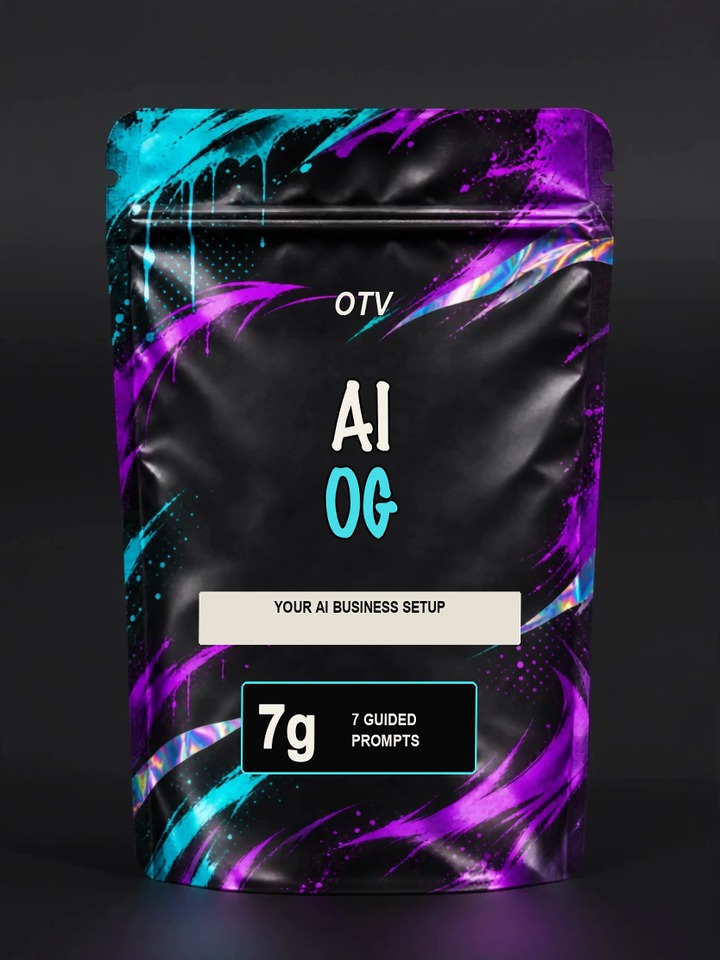 OTV
AI
OG
YOUR AI BUSINESS SETUP
7g
7 GUIDED
PROMPTS